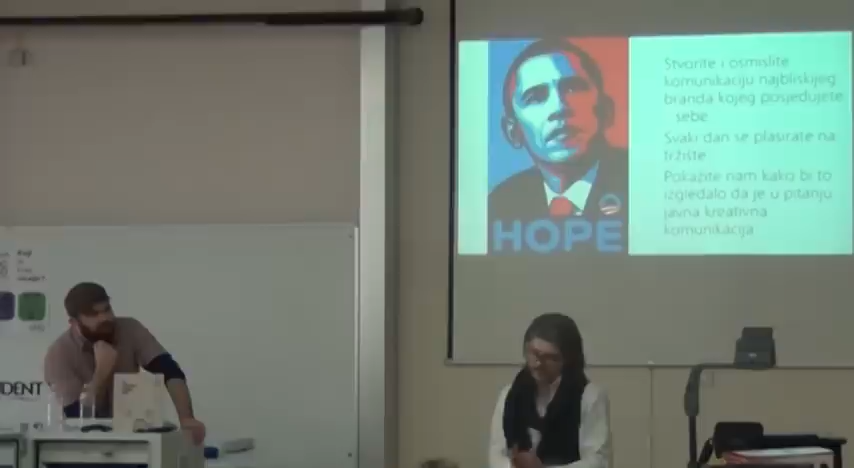 HOPE
Stvorite i osmislite
komunikaciju najbliskijeg
branda kojeg posjedujete
sebe
Svaki dan se plasirate na
tržište
Pokažite nam kako bi to
izgledalo da je u pitanju
javna kreativna
komunikacija
DENT